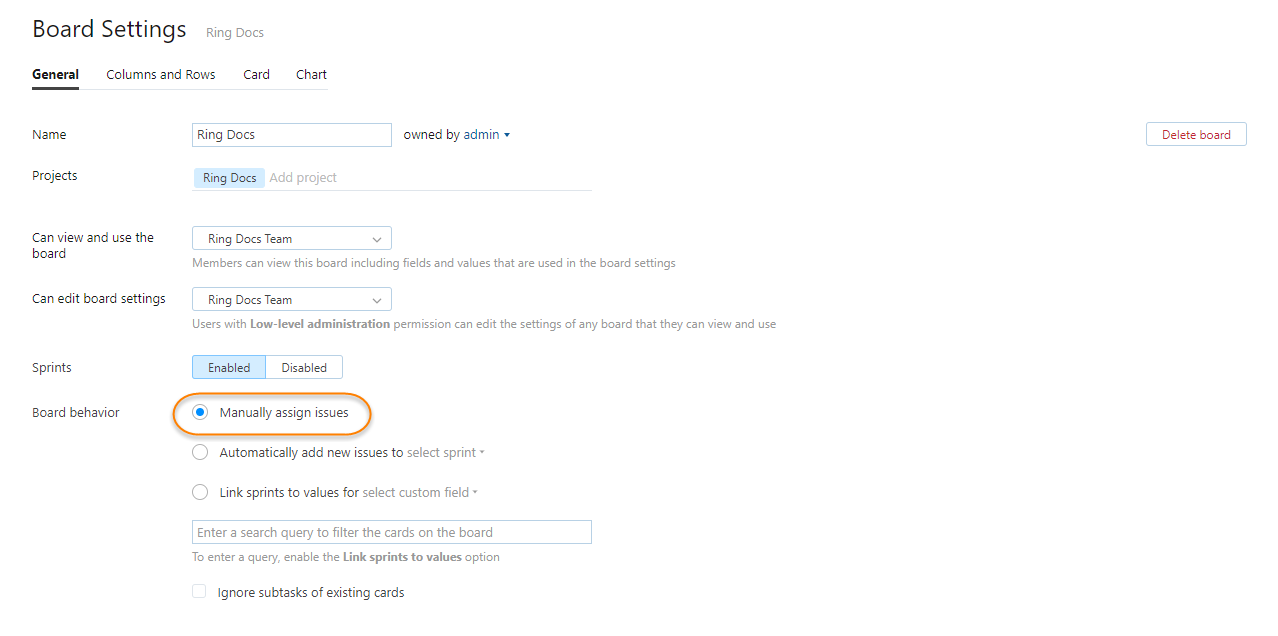 Board Settings Ring Docs
General Columns and Rows Card Chart
Name Ring Docs owned by admin Delete board
Projects Ring Docs Add project
Can view and use the
board
Ring Docs Team
Members can view this board including fields and values that are used in the board settings
Can edit board settings Ring Docs Team
Users with Low-level administration permission can edit the settings of any board that they can view and use
Sprints Enabled Disabled
Board behavior Manually assign issues
Automatically add new issues to select sprint
Link sprints to values for select custom field
Enter a search query to filter the cards on the board
To enter a query, enable the Link sprints to values option
Ignore subtasks of existing cards